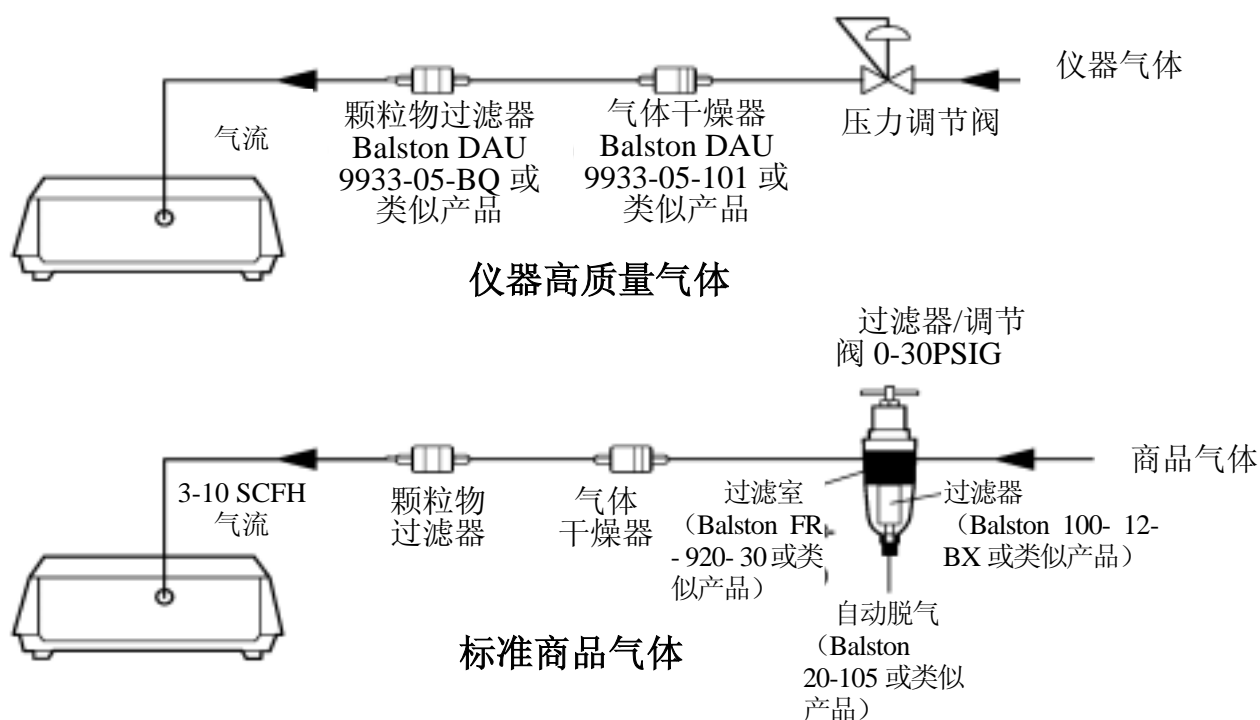 仪器气体
压力调节阀
气体干燥器
Balston DAU
9933-05-101 或
类似产品
颗粒物过滤器
Balston DAU
9933-05-BQ 或
类似产品
气流
仪器高质量气体
过滤器/调节
阀 0-30PSIG
商品气体
过滤室
（Balston FR
- 920- 30 或类
似产品）
过滤器
（Balston 100- 12-
BX 或类似产品）
自动脱气
（Balston
20-105 或类似
产品）
气体
干燥器
颗粒物
过滤器
3-10 SCFH
气流
标准商品气体